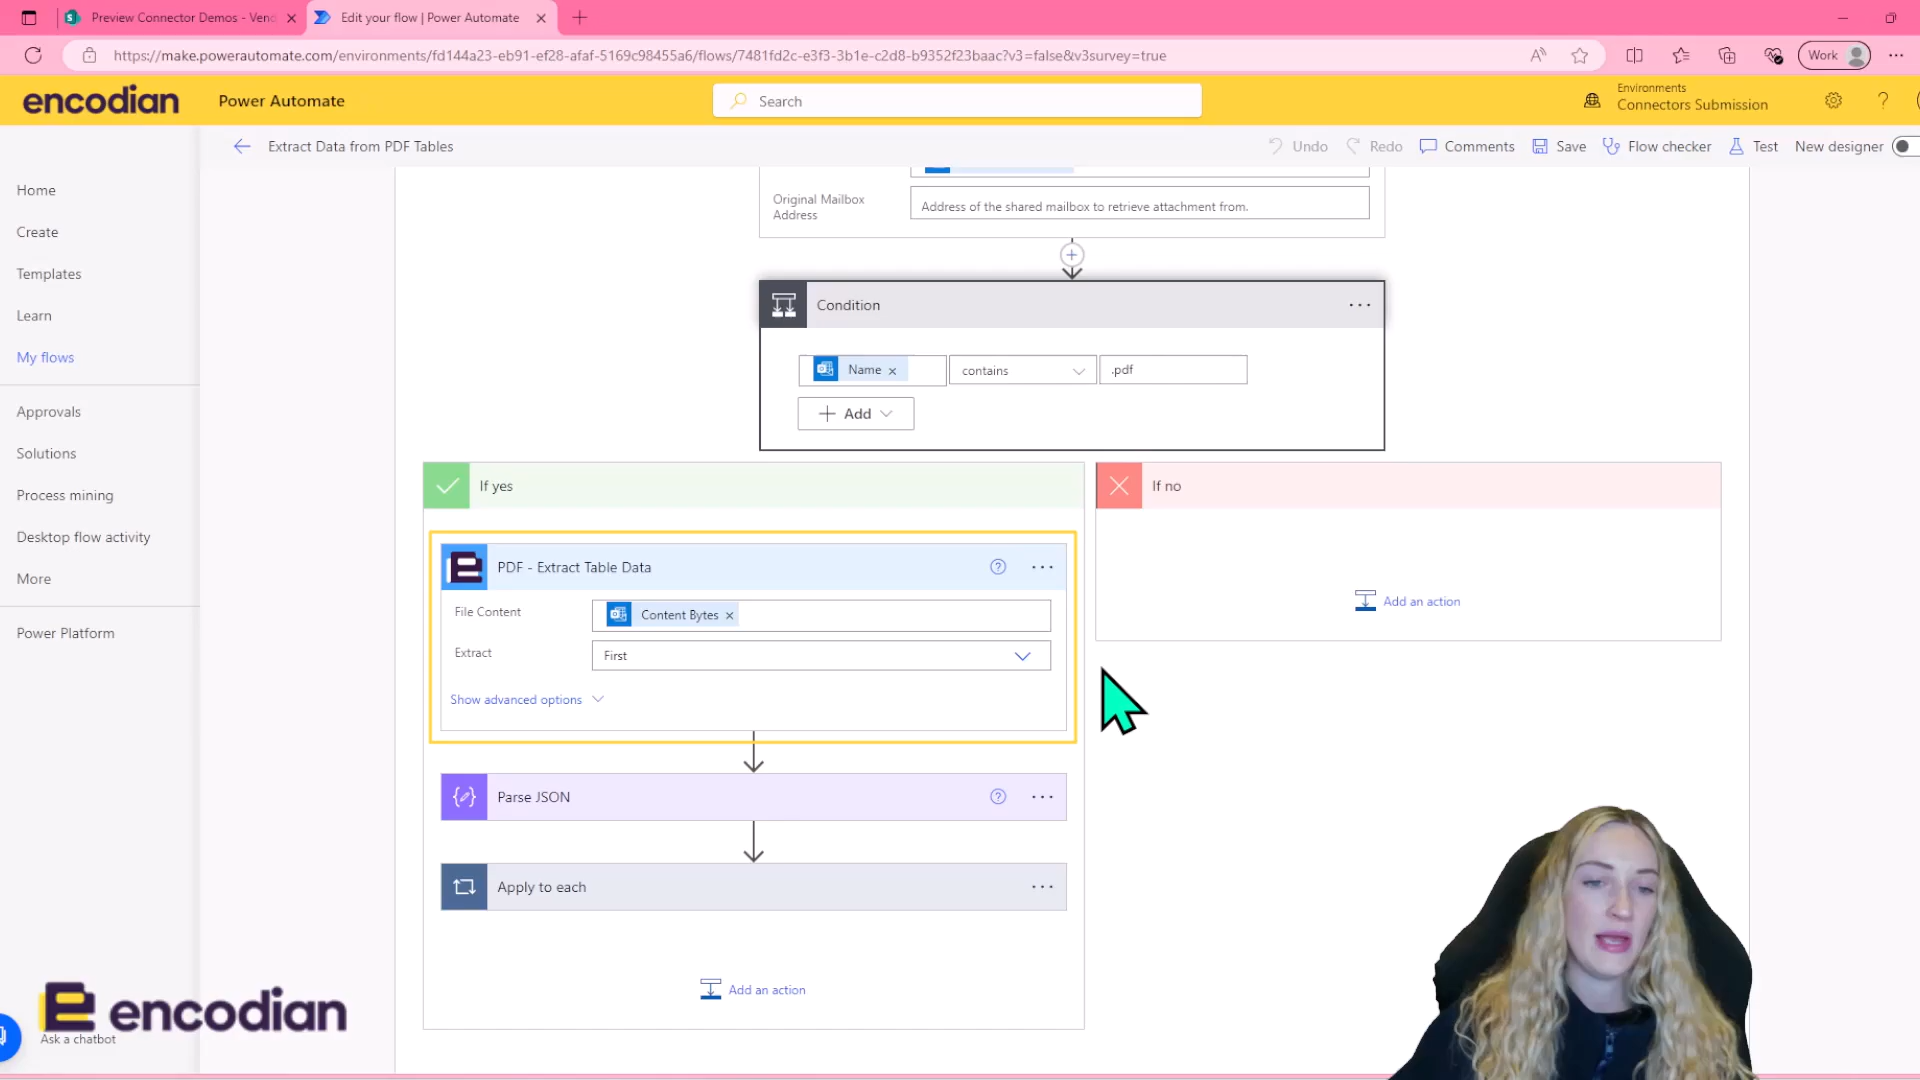 Preview Connector Demos - Vend
Edit your flow | Power Automate
https://make.powerautomate.com/environments/fd144a23-eb91-ef28-afaf-5169c98455a6/flows/7481fd2c-e3f3-3b1e-c2d8-b9352f23baac?v3=false&v3survey=true
Work
encodian
Power Automate
Search
Environments
Connectors Submission
Extract Data from PDF Tables
Undo
Redo
Comments
Save
Flow checker
Test
New designer
Home
Create
Templates
Learn
My flows
Approvals
Solutions
Process mining
Desktop flow activity
More
Power Platform
Original Mailbox
Address
Address of the shared mailbox to retrieve attachment from.
Condition
Name
contains
.pdf
Add
If yes
If no
PDF - Extract Table Data
File Content
Content Bytes
Extract
First
Show advanced options
Add an action
Parse JSON
Apply to each
Add an action
encodian
Ask a chatbot